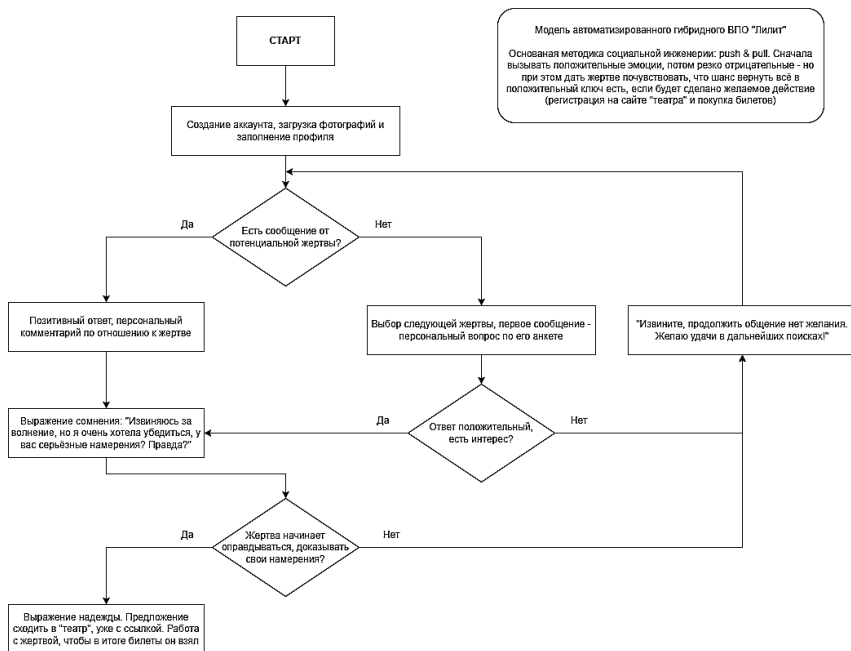 СТАРТ
Модель автоматизированного гибридного ВПО "Лилит"
Основаная методика социальной инженерии: push & pull. Сначала
вызывать положительные эмоции, потом резко отрицательные - но
при этом дать жертве почувствовать, что шанс вернуть всё в
положительный ключ есть, если будет сделано желаемое действие
(регистрация на сайте "театра" и покупка билетов)
Создание аккаунта, загрузка фотографий и
заполнение профиля
Да
Есть сообщение от
потенциальной жертвы?
Нет
Позитивный ответ, персональный
комментарий по отношению к жертве
Выбор следующей жертвы, первое сообщение -
персональный вопрос по его анкете
"Извините, продолжить общение нет желания.
Желаю удачи в дальнейших поисках!"
Выражение сомнения: "Извиняюсь за
волнение, но я очень хотела убедиться, у
вас серьёзные намерения? Правда?"
Да
Ответ положительный,
есть интерес?
Нет
Да
Жертва начинает
оправдываться, доказывать
свои намерения?
Нет
Выражение надежды. Предложение
сходить в "театр", уже с ссылкой. Работа
с жертвой, чтобы в итоге билеты он взял